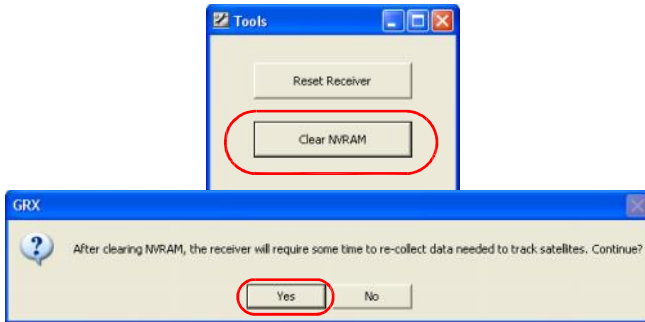 Tools
Reset Receiver
Clear NVRAM
GRX
After clearing NVRAM, the receiver will require some time to re-collect data needed to track satellites. Continue?
Yes No